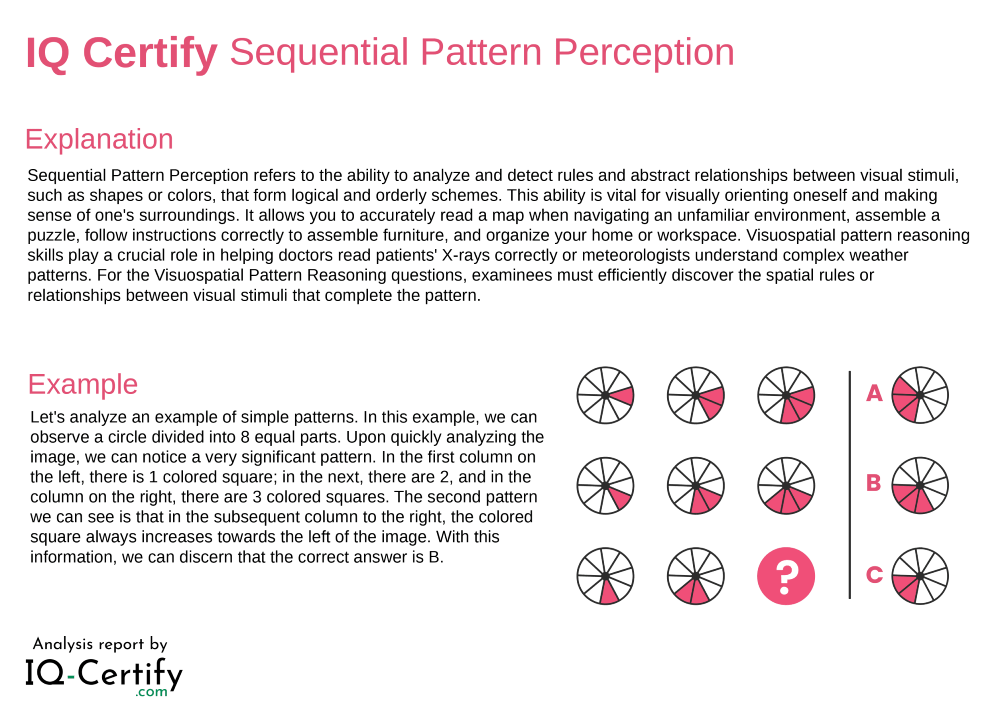 IQ Certify Sequential Pattern Perception
Explanation
Sequential Pattern Perception refers to the ability to analyze and detect rules and abstract relationships between visual stimuli,
such as shapes or colors, that form logical and orderly schemes. This ability is vital for visually orienting oneself and making
sense of one's surroundings. It allows you to accurately read a map when navigating an unfamiliar environment, assemble a
puzzle, follow instructions correctly to assemble furniture, and organize your home or workspace. Visuospatial pattern reasoning
skills play a crucial role in helping doctors read patients' X-rays correctly or meteorologists understand complex weather
patterns. For the Visuospatial Pattern Reasoning questions, examinees must efficiently discover the spatial rules or
relationships between visual stimuli that complete the pattern.
Example
Let's analyze an example of simple patterns. In this example, we can
observe a circle divided into 8 equal parts. Upon quickly analyzing the
image, we can notice a very significant pattern. In the first column on
the left, there is 1 colored square; in the next, there are 2, and in the
column on the right, there are 3 colored squares. The second pattern
we can see is that in the subsequent column to the right, the colored
square always increases towards the left of the image. With this
information, we can discern that the correct answer is B.
A
B
?
C
Analysis report by
IQ-Certify
.com